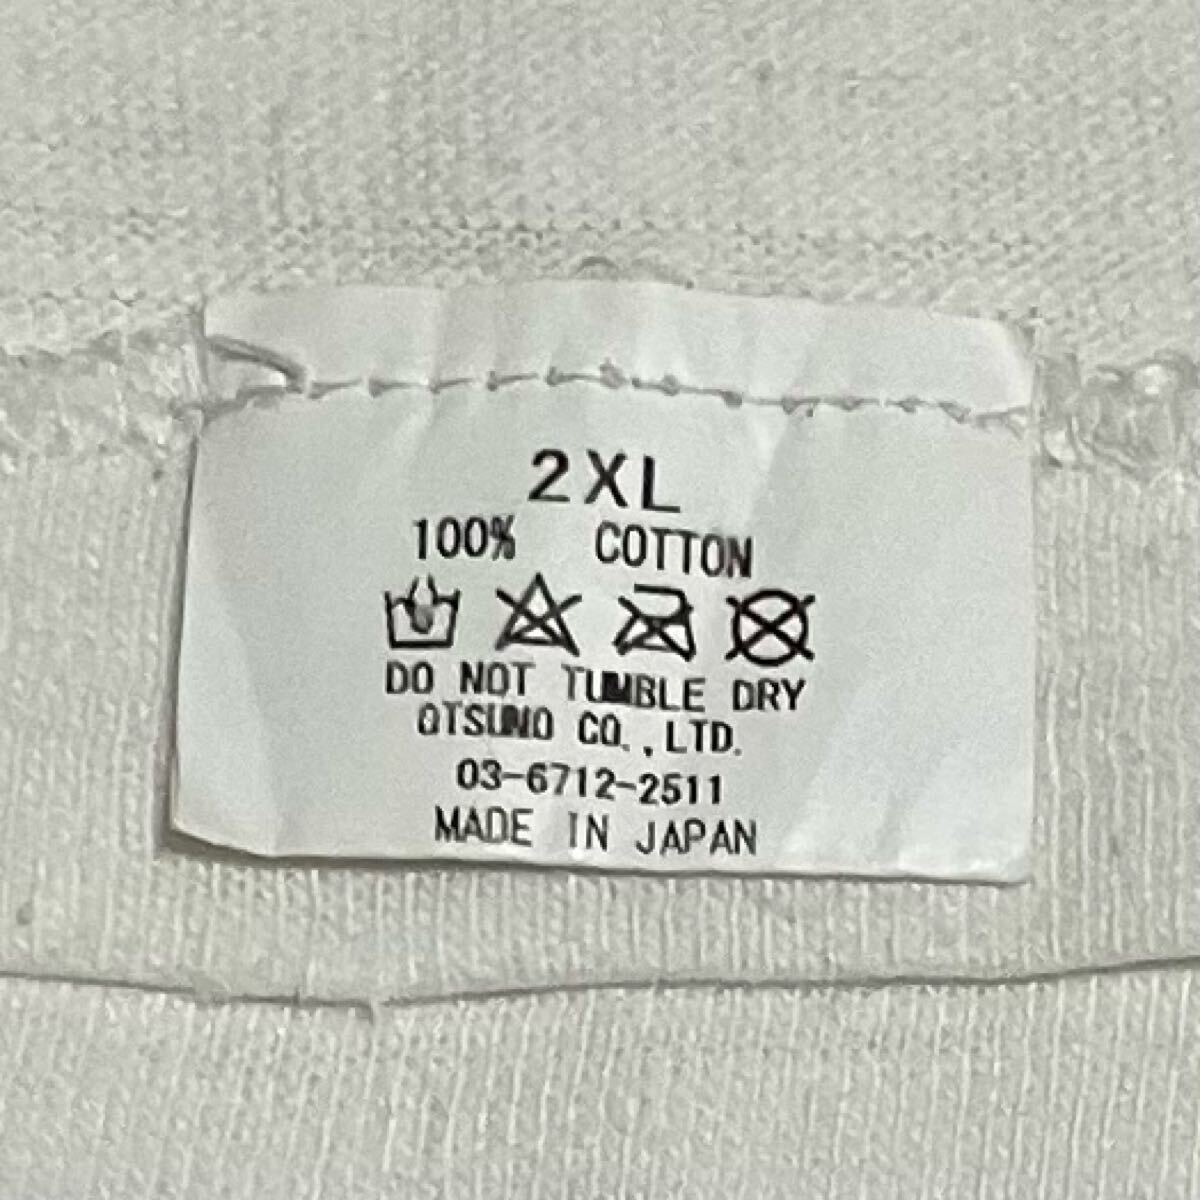 2XL
100% COTTON
DO NOT TUMBLE DRY
OTSUNO CO.,LTD.
03-6712-2511
MADE IN JAPAN